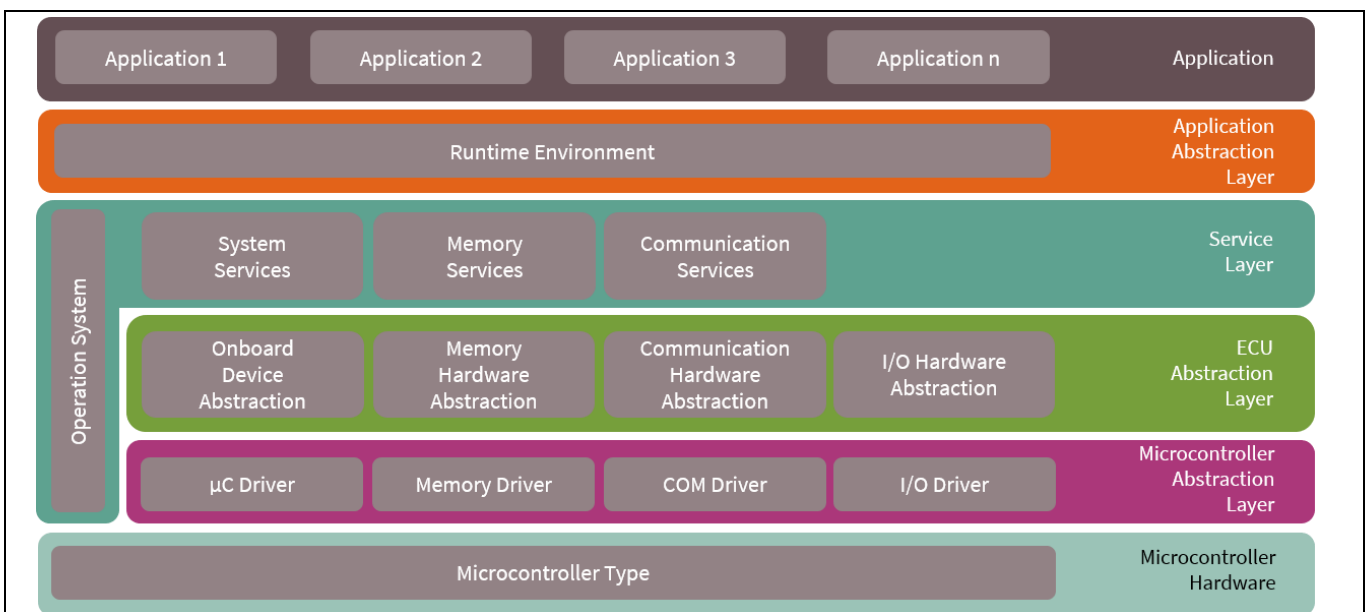 Application 1
Application 2
Application 3
Application n
Application
Runtime Environment
Application
Abstraction
Layer
Operation System
System
Services
Memory
Services
Communication
Services
Service
Layer
Onboard
Device
Abstraction
Memory
Hardware
Abstraction
Communication
Hardware
Abstraction
I/O Hardware
Abstraction
ECU
Abstraction
Layer
µC Driver
Memory Driver
COM Driver
I/O Driver
Microcontroller
Abstraction
Layer
Microcontroller Type
Microcontroller
Hardware